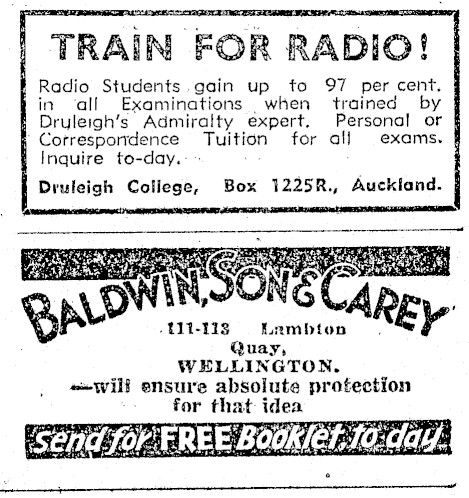 TRAIN FOR RADIO!
Radio Students gain up to 97 per cent.
in all Examinations when trained by
Druleigh's Admiralty expert. Personal or
Correspondence Tuition for all exams.
Inquire to-day.
Druleigh College, Box 1225R., Auckland.
BALDWIN, SON & CAREY
111-113 Lambton
Quay,
WELLINGTON.
—will ensure absolute protection
for that idea
send for FREE Booklet to day